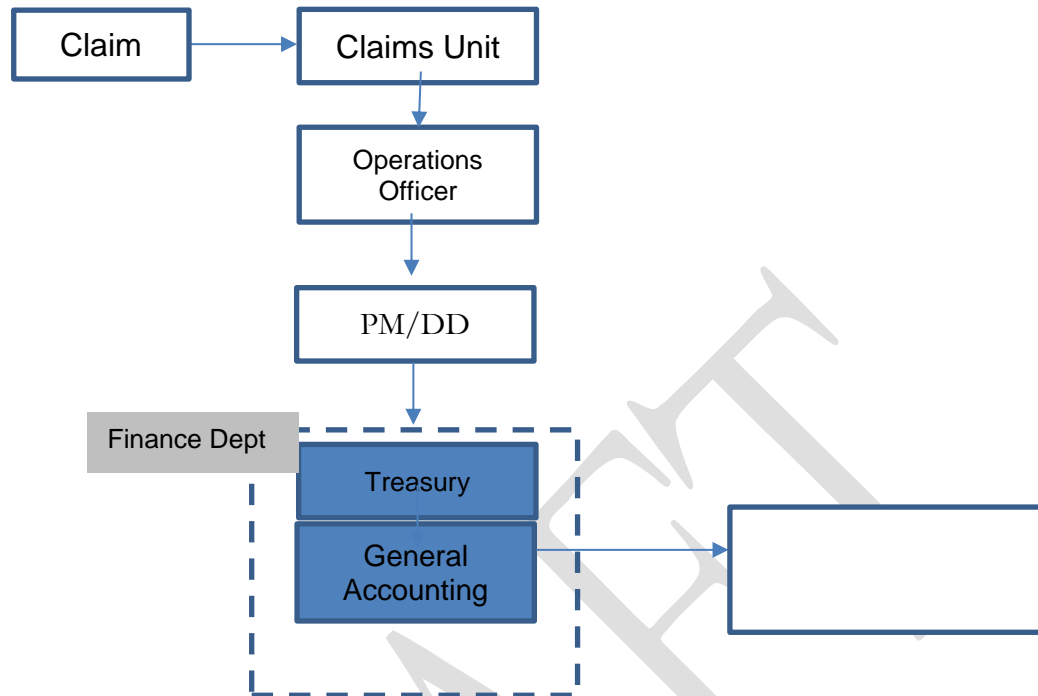 Claim
Claims Unit
Operations
Officer
PM/DD
Finance Dept
Treasury
General
Accounting